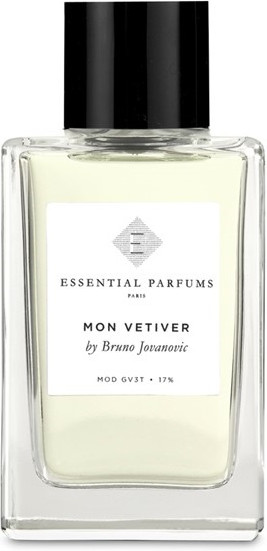 E
ESSENTIAL PARFUMS
PARIS
MON VETIVER
by Bruno Jovanovic
MOD GV3T • 17%